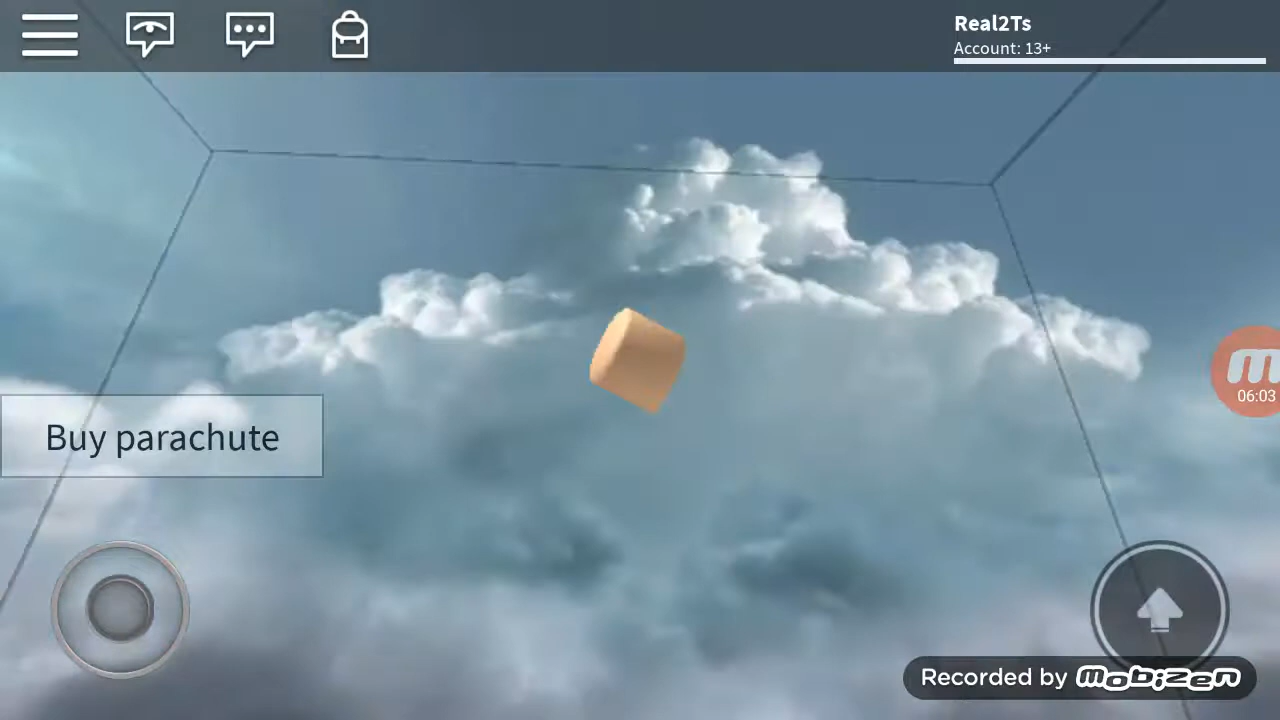 Real2Ts
Account: 13+
06:03
Buy parachute
Recorded by mobizen